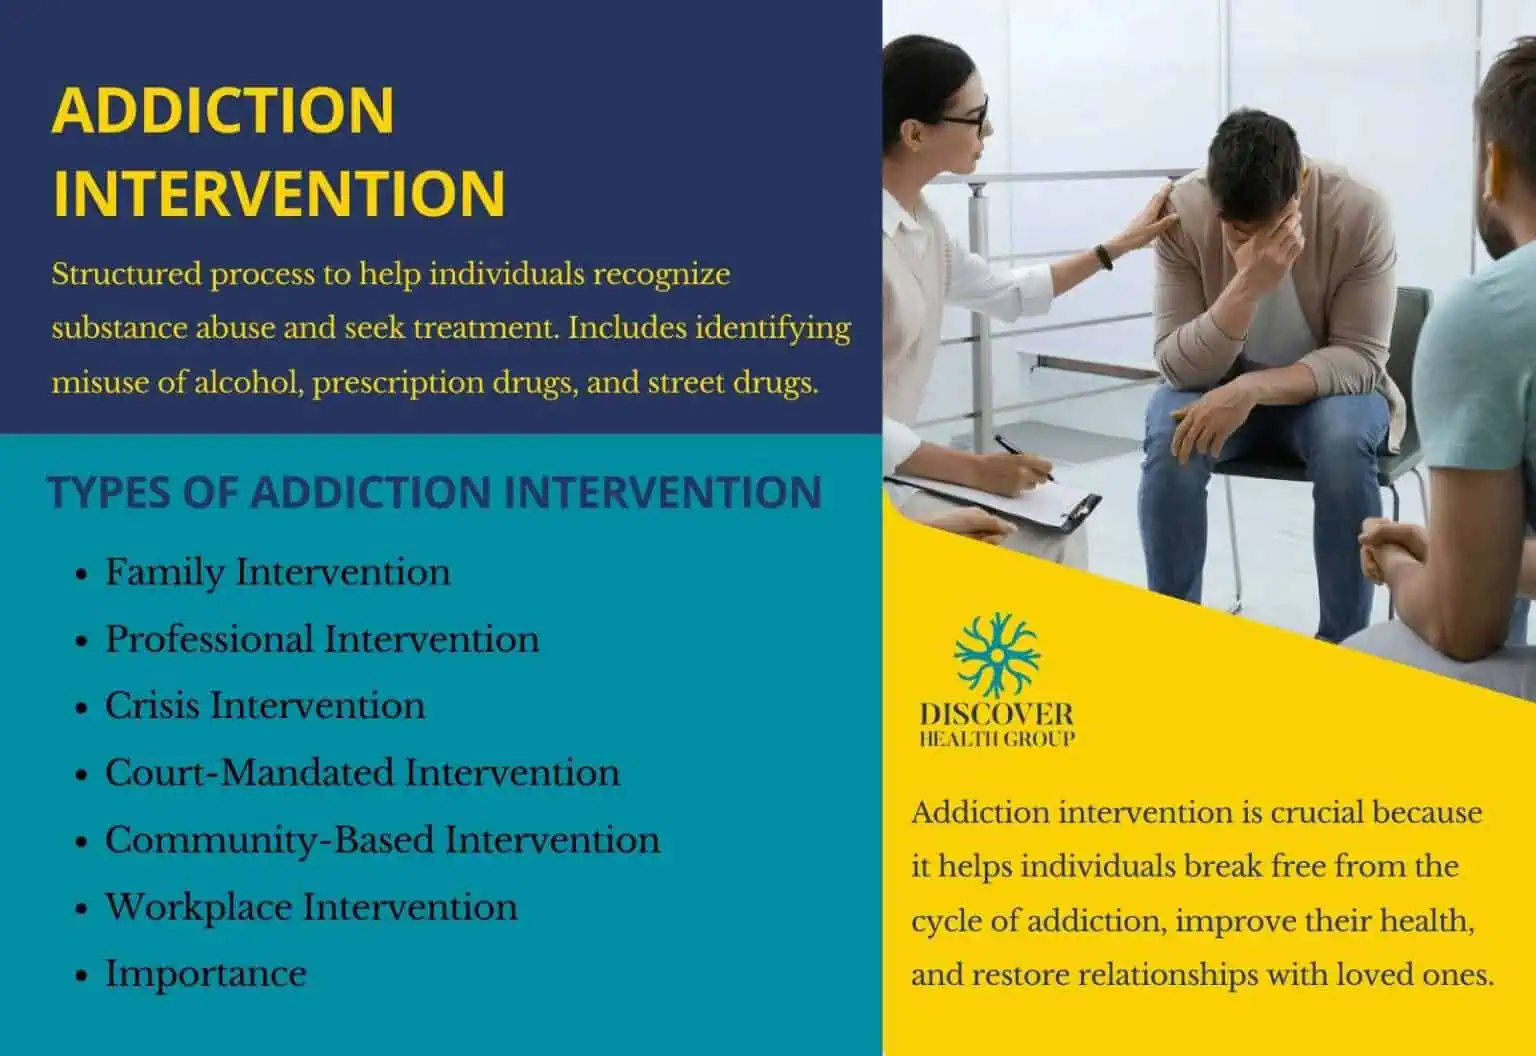 ADDICTION
INTERVENTION
Structured process to help individuals recognize
substance abuse and seek treatment. Includes identifying
misuse of alcohol, prescription drugs, and street drugs.
TYPES OF ADDICTION INTERVENTION
• Family Intervention
• Professional Intervention
• Crisis Intervention
• Court-Mandated Intervention
• Community-Based Intervention
• Workplace Intervention
• Importance
DISCOVER
HEALTH GROUP
Addiction intervention is crucial because
it helps individuals break free from the
cycle of addiction, improve their health,
and restore relationships with loved ones.